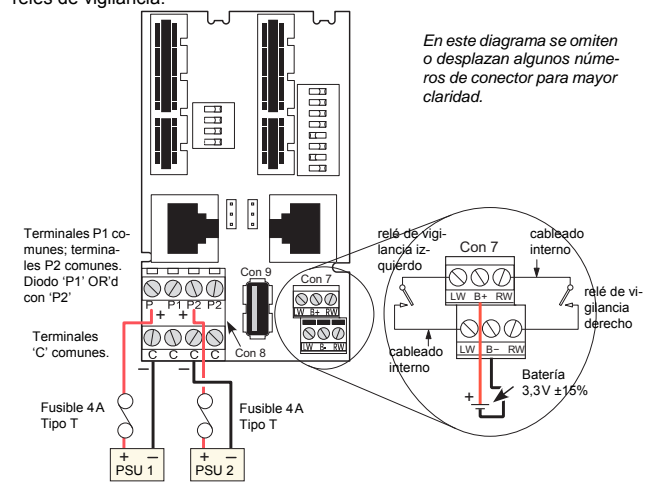 reles de vigilancia.
En este diagrama se omiten
o desplazan algunos núme-
ros de conector para mayor
claridad.
Terminales P1 co-
munes; termina-
les P2 comunes.
Diodo 'P1' OR'd
con 'P2'
Terminales
'C' comunes.
P P1 P2 P2
+ +
C C C C
– –
Con 9
Con 8
Con 7
LW B+ RW
LW B- RW
Fusible 4A
Tipo T
Fusible 4A
Tipo T
+ –
PSU 1
+ –
PSU 2
relé de vigi-
lancia iz-
quierdo
Con 7
cableado
interno
LW B+ RW
relé de vi-
gilancia
derecho
LW B– RW
cableado
interno
Batería
3,3V ±15%
+